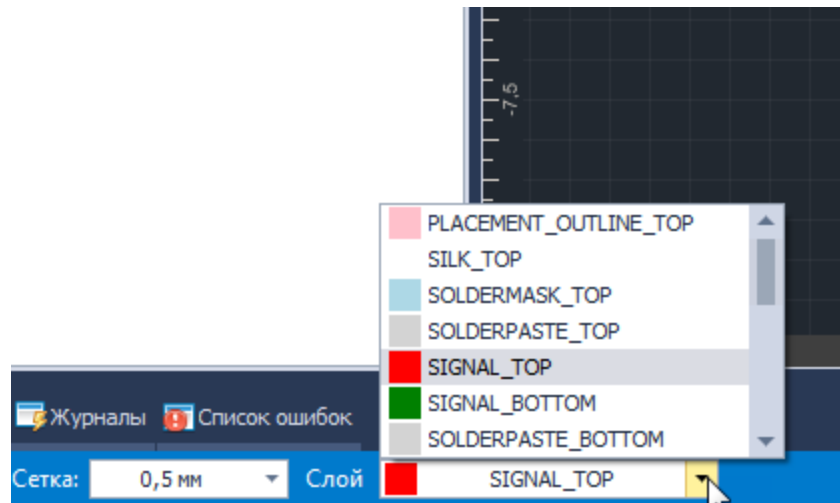 -7,5
PLACEMENT_OUTLINE_TOP
SILK_TOP
SOLDERMASK_TOP
SOLDERPASTE_TOP
SIGNAL_TOP
SIGNAL_BOTTOM
SOLDERPASTE_BOTTOM
Журналы Список ошибок
Сетка: 0,5 мм Слой SIGNAL_TOP